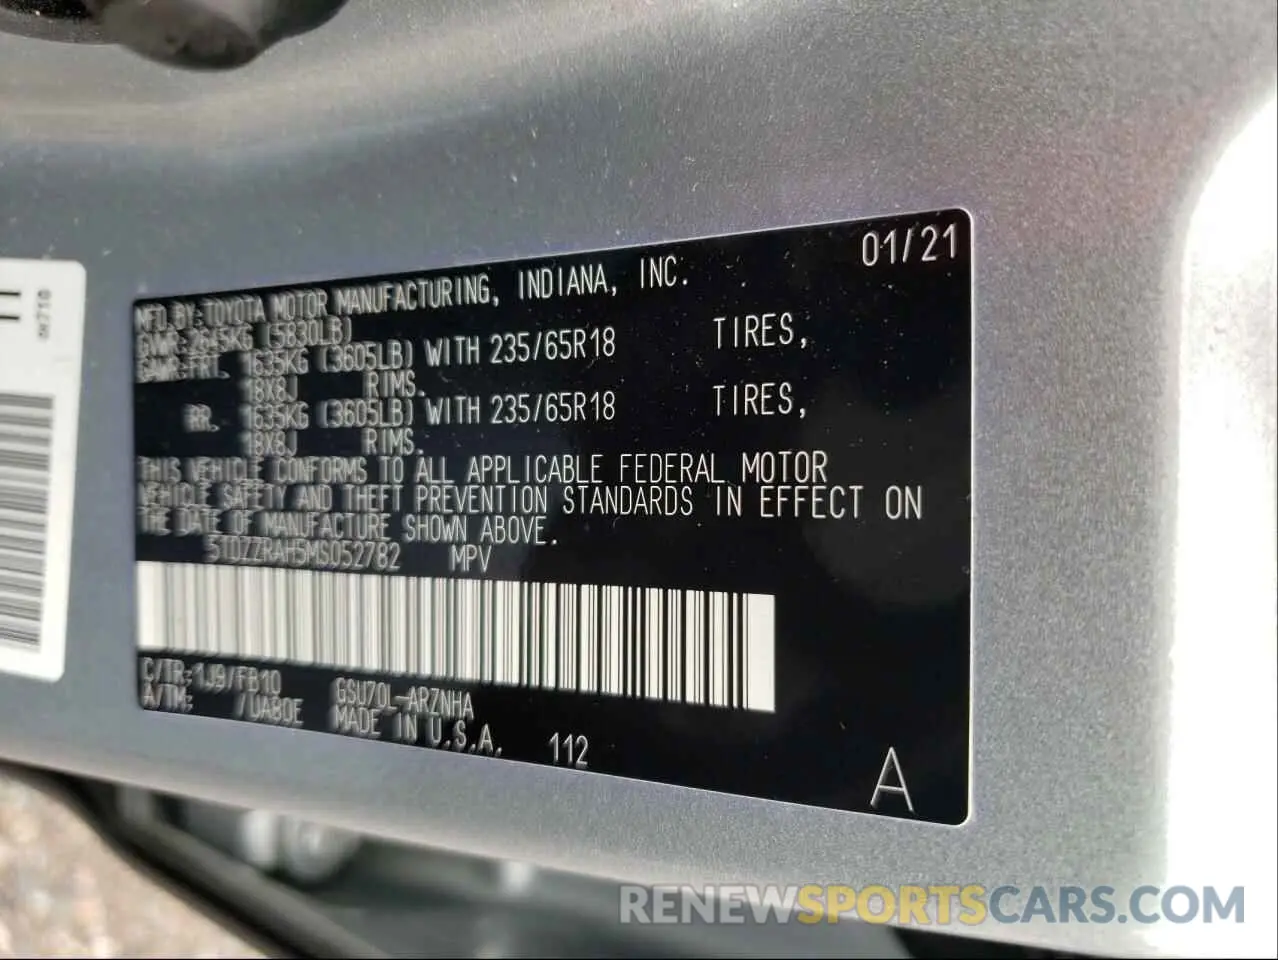 01/21
MFD.BY:TOYOTA MOTOR MANUFACTURING, INDIANA, INC.
GVWR:2645KG (5830LB)
GAWR:FRT. 1635KG (3605LB) WITH 235/65R18 TIRES,
18X8J RIMS.
RR. 1635KG (3605LB) WITH 235/65R18 TIRES,
18X8J RIMS.
THIS VEHICLE CONFORMS TO ALL APPLICABLE FEDERAL MOTOR
VEHICLE SAFETY AND THEFT PREVENTION STANDARDS IN EFFECT ON
THE DATE OF MANUFACTURE SHOWN ABOVE.
5TDZZRAH5MS052782 MPV
C/TR:1J9/FB10 GSU70L-ARZNHA
A/TM: /UA80E MADE IN U.S.A. 112
A
RENEWSPORTSCARS.COM